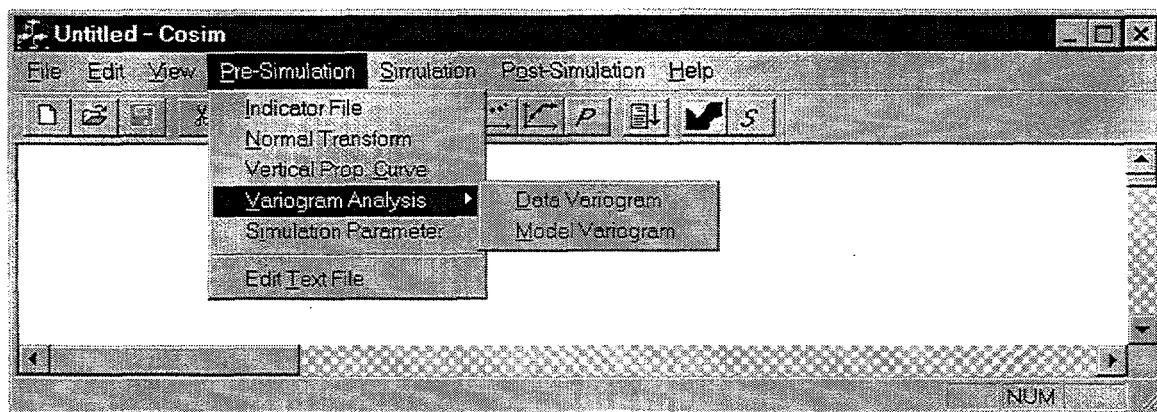 Untitled - Cosim
File Edit View Pre-Simulation Simulation Post-Simulation Help
P S
Indicator File
Normal Transform
Vertical Prop. Curve
Variogram Analysis
Data Variogram
Simulation Parameter
Model Variogram
Edit Text File
NUM